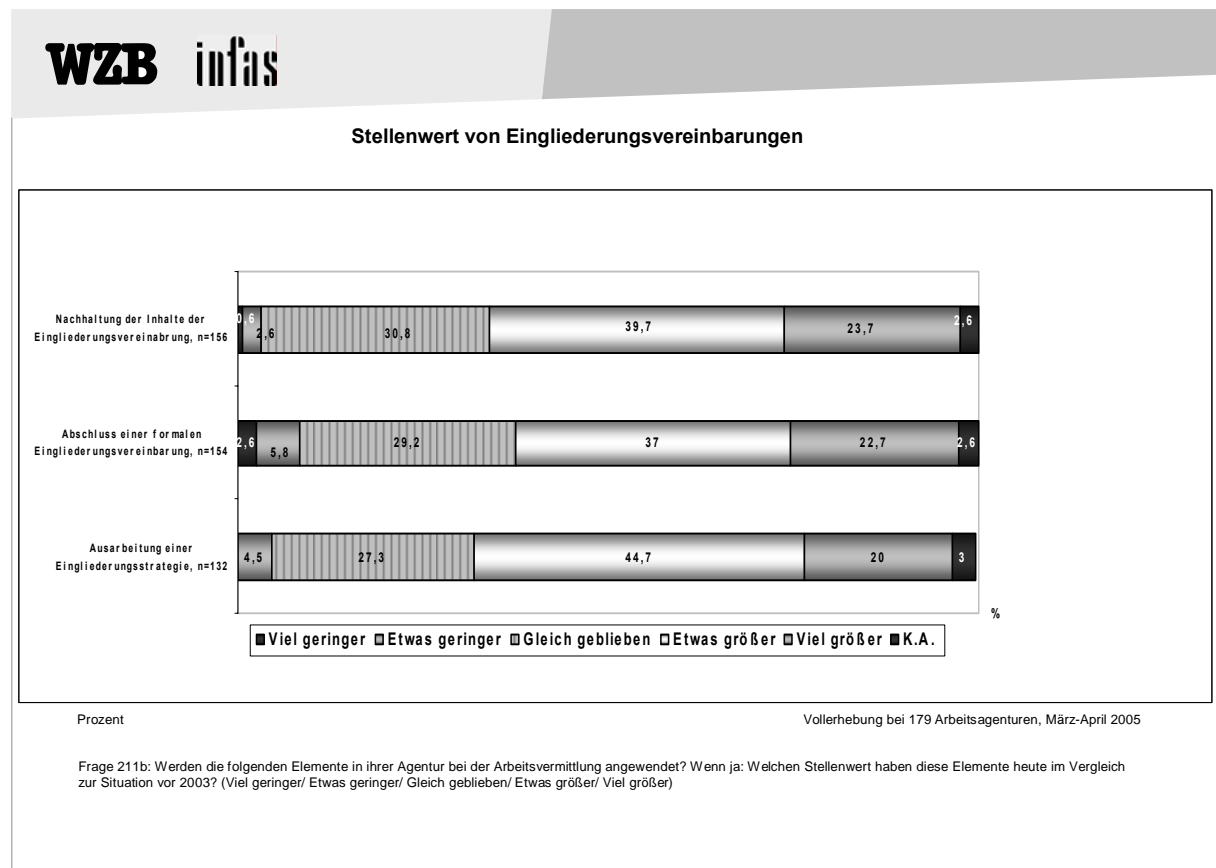 WZB infas
Stellenwert von Eingliederungsvereinbarungen
Nachhaltung der Inhalte der
Eingliederungsvereinabrung, n=156
0,6
2,6
30,8
39,7
23,7
2,6
Abschluss einer formalen
Eingliederungsvereinbarung, n=154
2,6
5,8
29,2
37
22,7
2,6
Ausarbeitung einer
Eingliederungsstrategie, n=132
4,5
27,3
44,7
20
3
%
Viel geringer Etwas geringer Gleich geblieben Etwas größer Viel größer K.A.
Prozent
Vollerhebung bei 179 Arbeitsagenturen, März-April 2005
Frage 211b: Werden die folgenden Elemente in ihrer Agentur bei der Arbeitsvermittlung angewendet? Wenn ja: Welchen Stellenwert haben diese Elemente heute im Vergleich
zur Situation vor 2003? (Viel geringer/ Etwas geringer/ Gleich geblieben/ Etwas größer/ Viel größer)